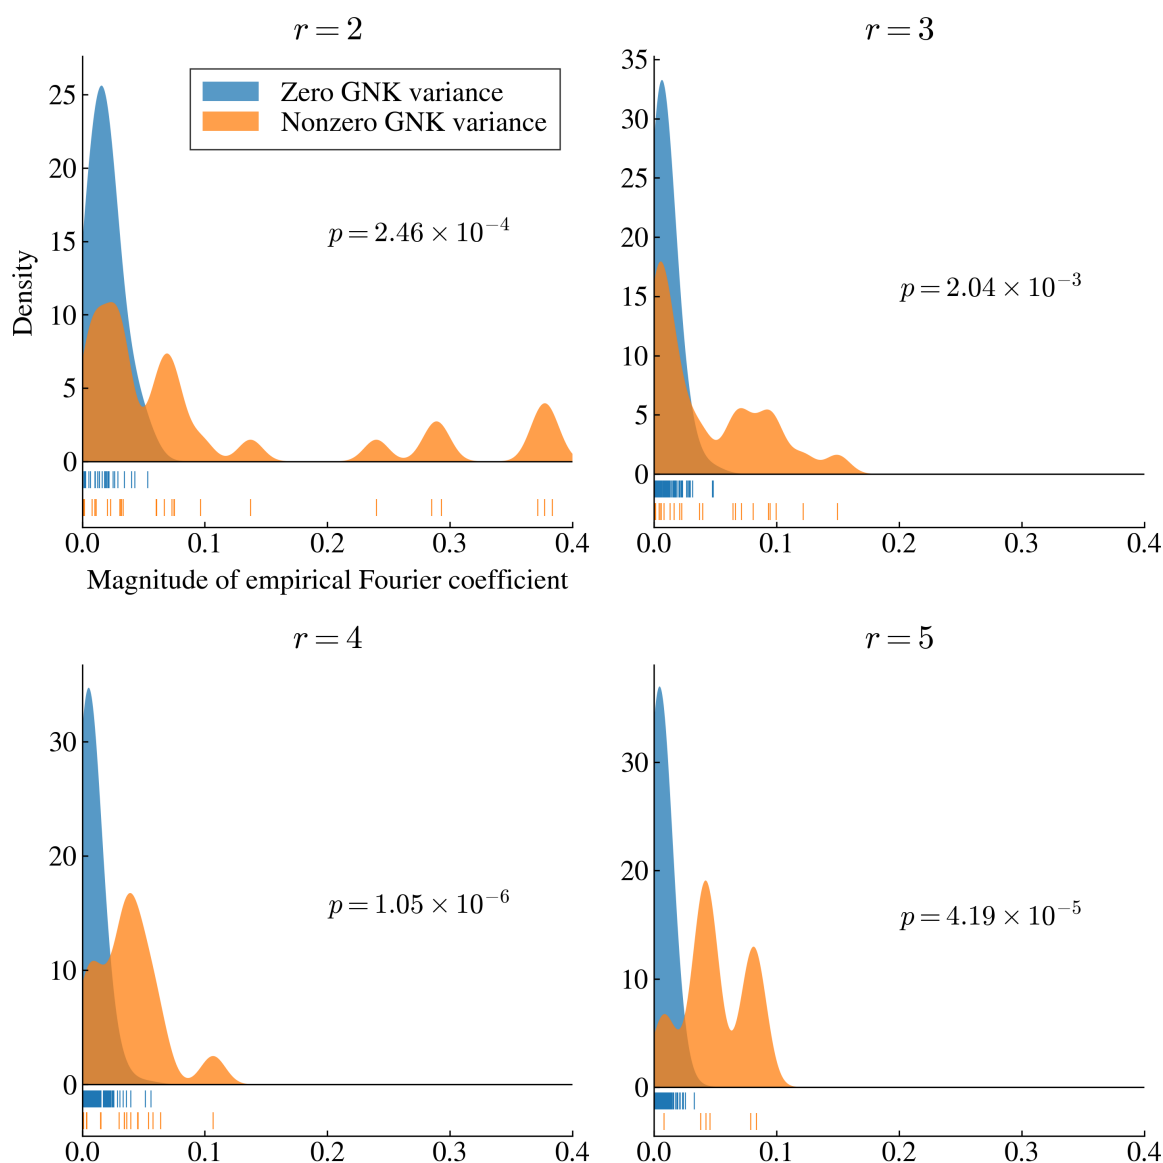 r = 2
25
20
15
10
5
0
Density
Zero GNK variance
Nonzero GNK variance
p = 2.46 × 10⁻⁴
0.0 0.1 0.2 0.3 0.4
Magnitude of empirical Fourier coefficient
r = 3
35
30
25
20
15
10
5
0
p = 2.04 × 10⁻³
0.0 0.1 0.2 0.3 0.4
r = 4
30
20
10
0
p = 1.05 × 10⁻⁶
0.0 0.1 0.2 0.3 0.4
r = 5
30
20
10
0
p = 4.19 × 10⁻⁵
0.0 0.1 0.2 0.3 0.4